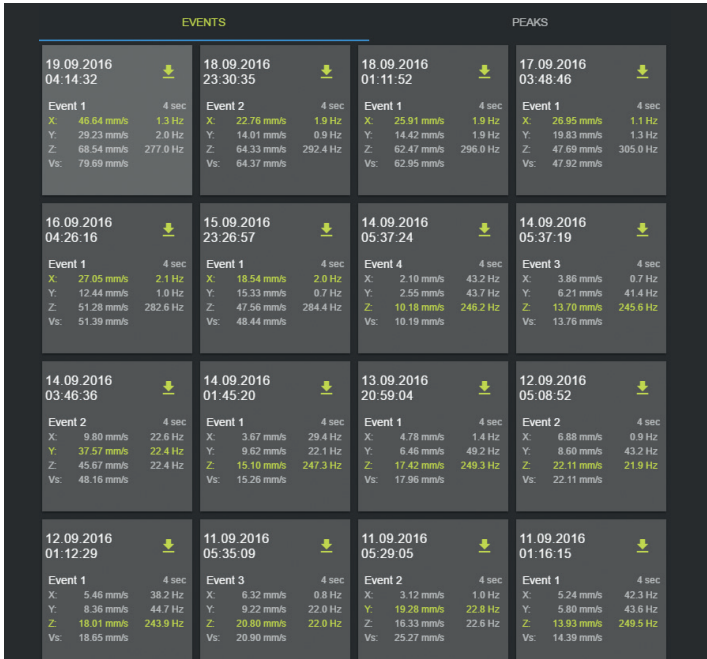 EVENTS PEAKS
19.09.2016
04:14:32
Event 1 4 sec
X: 46.64 mm/s 1.3 Hz
Y: 29.23 mm/s 2.0 Hz
Z: 68.54 mm/s 277.0 Hz
Vs: 79.69 mm/s
18.09.2016
23:30:35
Event 2 4 sec
X: 22.76 mm/s 1.9 Hz
Y: 14.01 mm/s 0.9 Hz
Z: 64.33 mm/s 292.4 Hz
Vs: 64.37 mm/s
18.09.2016
01:11:52
Event 1 4 sec
X: 25.91 mm/s 1.9 Hz
Y: 14.42 mm/s 1.9 Hz
Z: 62.47 mm/s 296.0 Hz
Vs: 62.95 mm/s
17.09.2016
03:48:46
Event 1 4 sec
X: 26.95 mm/s 1.1 Hz
Y: 19.83 mm/s 1.3 Hz
Z: 47.69 mm/s 305.0 Hz
Vs: 47.92 mm/s
16.09.2016
04:26:16
Event 1 4 sec
X: 27.05 mm/s 2.1 Hz
Y: 12.44 mm/s 1.0 Hz
Z: 51.28 mm/s 282.6 Hz
Vs: 51.39 mm/s
15.09.2016
23:26:57
Event 1 4 sec
X: 18.54 mm/s 2.0 Hz
Y: 15.33 mm/s 0.7 Hz
Z: 47.56 mm/s 284.4 Hz
Vs: 48.44 mm/s
14.09.2016
05:37:24
Event 4 4 sec
X: 2.10 mm/s 43.2 Hz
Y: 2.55 mm/s 43.7 Hz
Z: 10.18 mm/s 246.2 Hz
Vs: 10.19 mm/s
14.09.2016
05:37:19
Event 3 4 sec
X: 3.86 mm/s 0.7 Hz
Y: 6.21 mm/s 41.4 Hz
Z: 13.70 mm/s 245.6 Hz
Vs: 13.76 mm/s
14.09.2016
03:46:36
Event 2 4 sec
X: 9.80 mm/s 22.6 Hz
Y: 37.57 mm/s 22.4 Hz
Z: 45.67 mm/s 22.4 Hz
Vs: 48.16 mm/s
14.09.2016
01:45:20
Event 1 4 sec
X: 3.67 mm/s 29.4 Hz
Y: 9.62 mm/s 22.1 Hz
Z: 15.10 mm/s 247.3 Hz
Vs: 15.26 mm/s
13.09.2016
20:59:04
Event 1 4 sec
X: 4.78 mm/s 1.4 Hz
Y: 6.46 mm/s 49.2 Hz
Z: 17.42 mm/s 249.3 Hz
Vs: 17.96 mm/s
12.09.2016
05:08:52
Event 2 4 sec
X: 6.88 mm/s 0.9 Hz
Y: 8.60 mm/s 43.2 Hz
Z: 22.11 mm/s 21.9 Hz
Vs: 22.11 mm/s
12.09.2016
01:12:29
Event 1 4 sec
X: 5.46 mm/s 38.2 Hz
Y: 8.36 mm/s 44.7 Hz
Z: 18.01 mm/s 243.9 Hz
Vs: 18.65 mm/s
11.09.2016
05:35:09
Event 3 4 sec
X: 6.32 mm/s 0.8 Hz
Y: 9.22 mm/s 22.0 Hz
Z: 20.80 mm/s 22.0 Hz
Vs: 20.90 mm/s
11.09.2016
05:29:05
Event 2 4 sec
X: 3.12 mm/s 1.0 Hz
Y: 19.28 mm/s 22.8 Hz
Z: 16.33 mm/s 22.6 Hz
Vs: 25.27 mm/s
11.09.2016
01:16:15
Event 1 4 sec
X: 5.24 mm/s 42.3 Hz
Y: 5.80 mm/s 43.6 Hz
Z: 13.93 mm/s 249.5 Hz
Vs: 14.39 mm/s